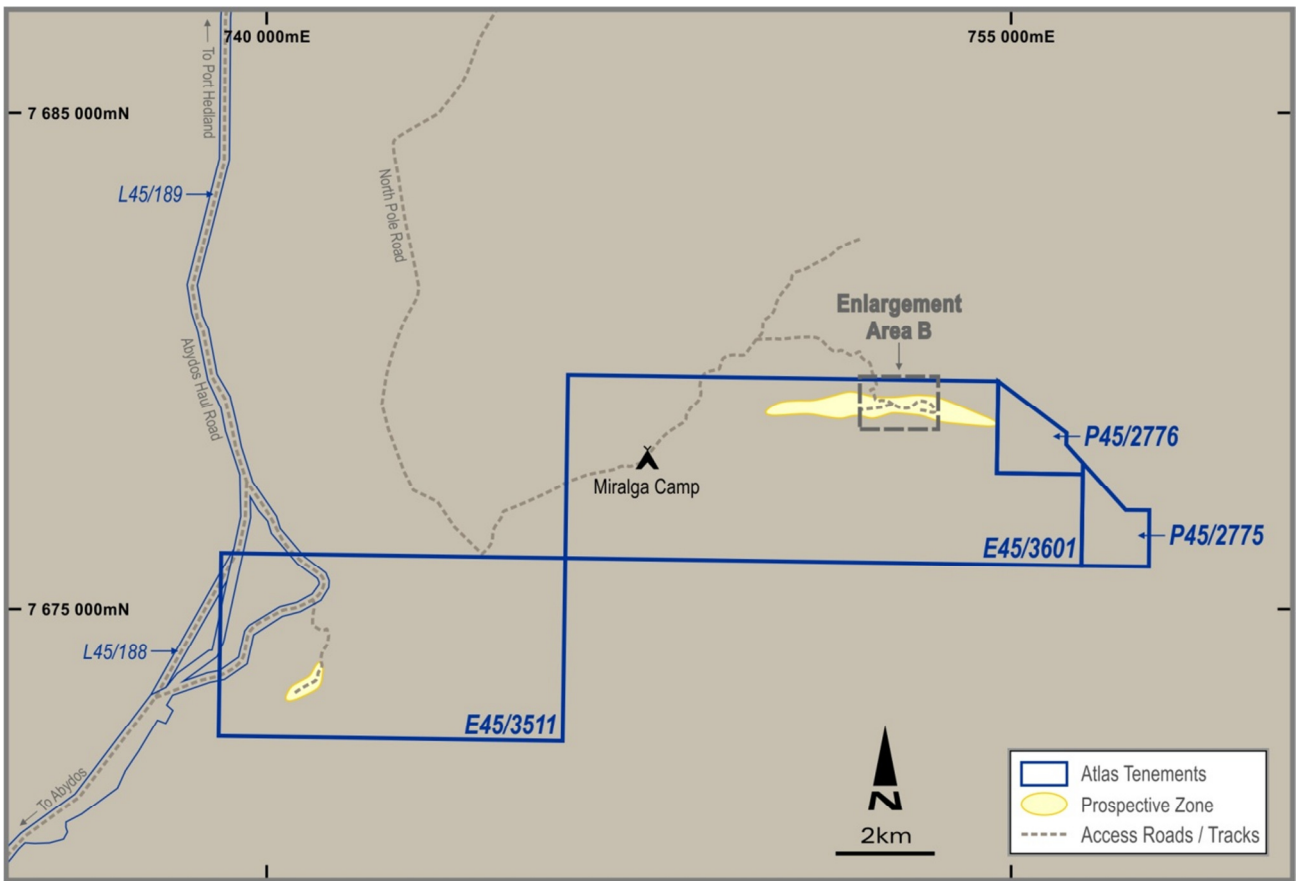 740 000mE
755 000mE
To Port Hedland
7 685 000mN
North Pole Road
L45/189
Enlargement
Area B
Abydos Haul Road
P45/2776
Miralga Camp
P45/2775
E45/3601
7 675 000mN
L45/188
E45/3511
To Abydos
N
2km
Atlas Tenements
Prospective Zone
Access Roads / Tracks